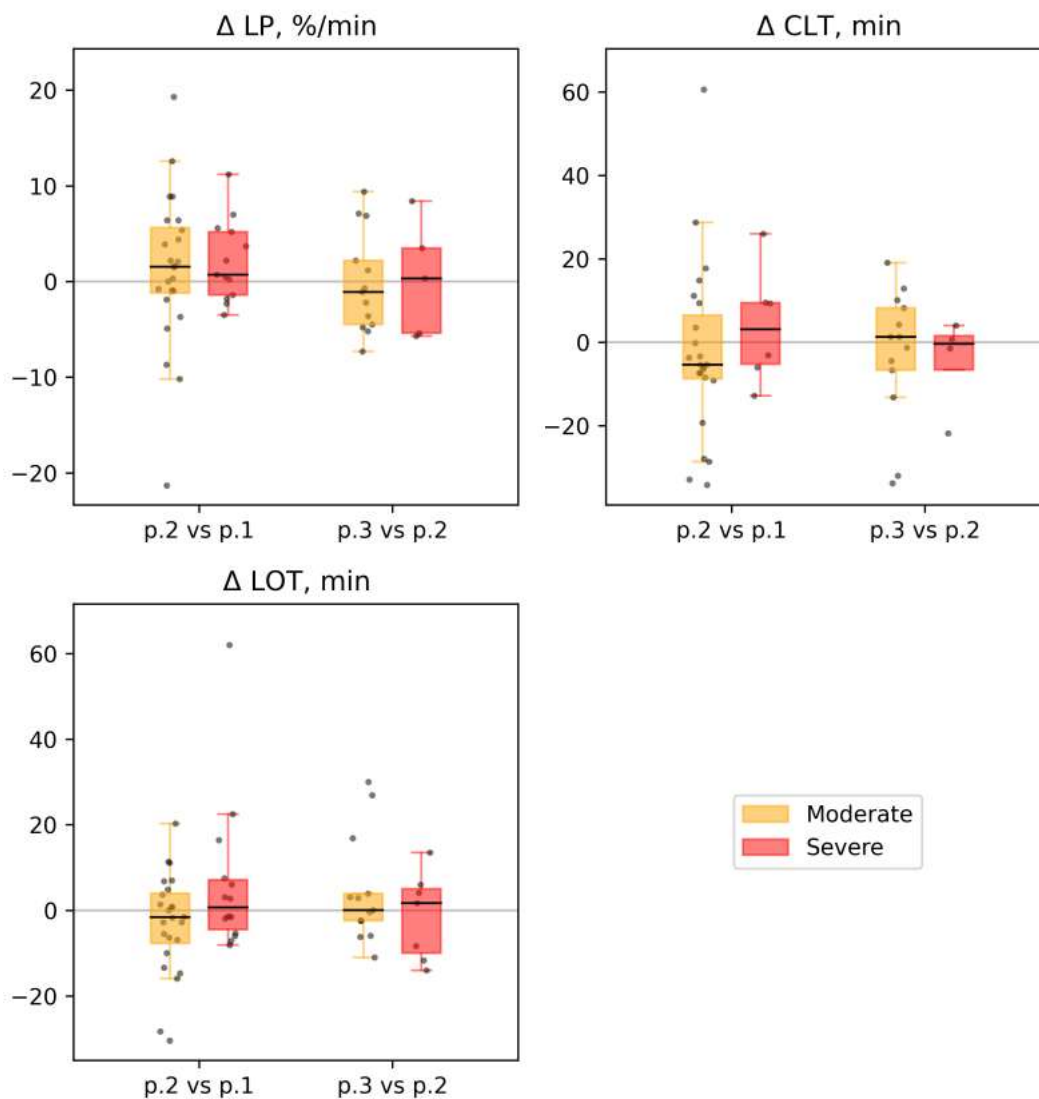 Δ LP, %/min
20
10
0
−10
−20
p.2 vs p.1
p.3 vs p.2
Δ CLT, min
60
40
20
0
−20
p.2 vs p.1
p.3 vs p.2
Δ LOT, min
60
40
20
0
−20
p.2 vs p.1
p.3 vs p.2
Moderate
Severe